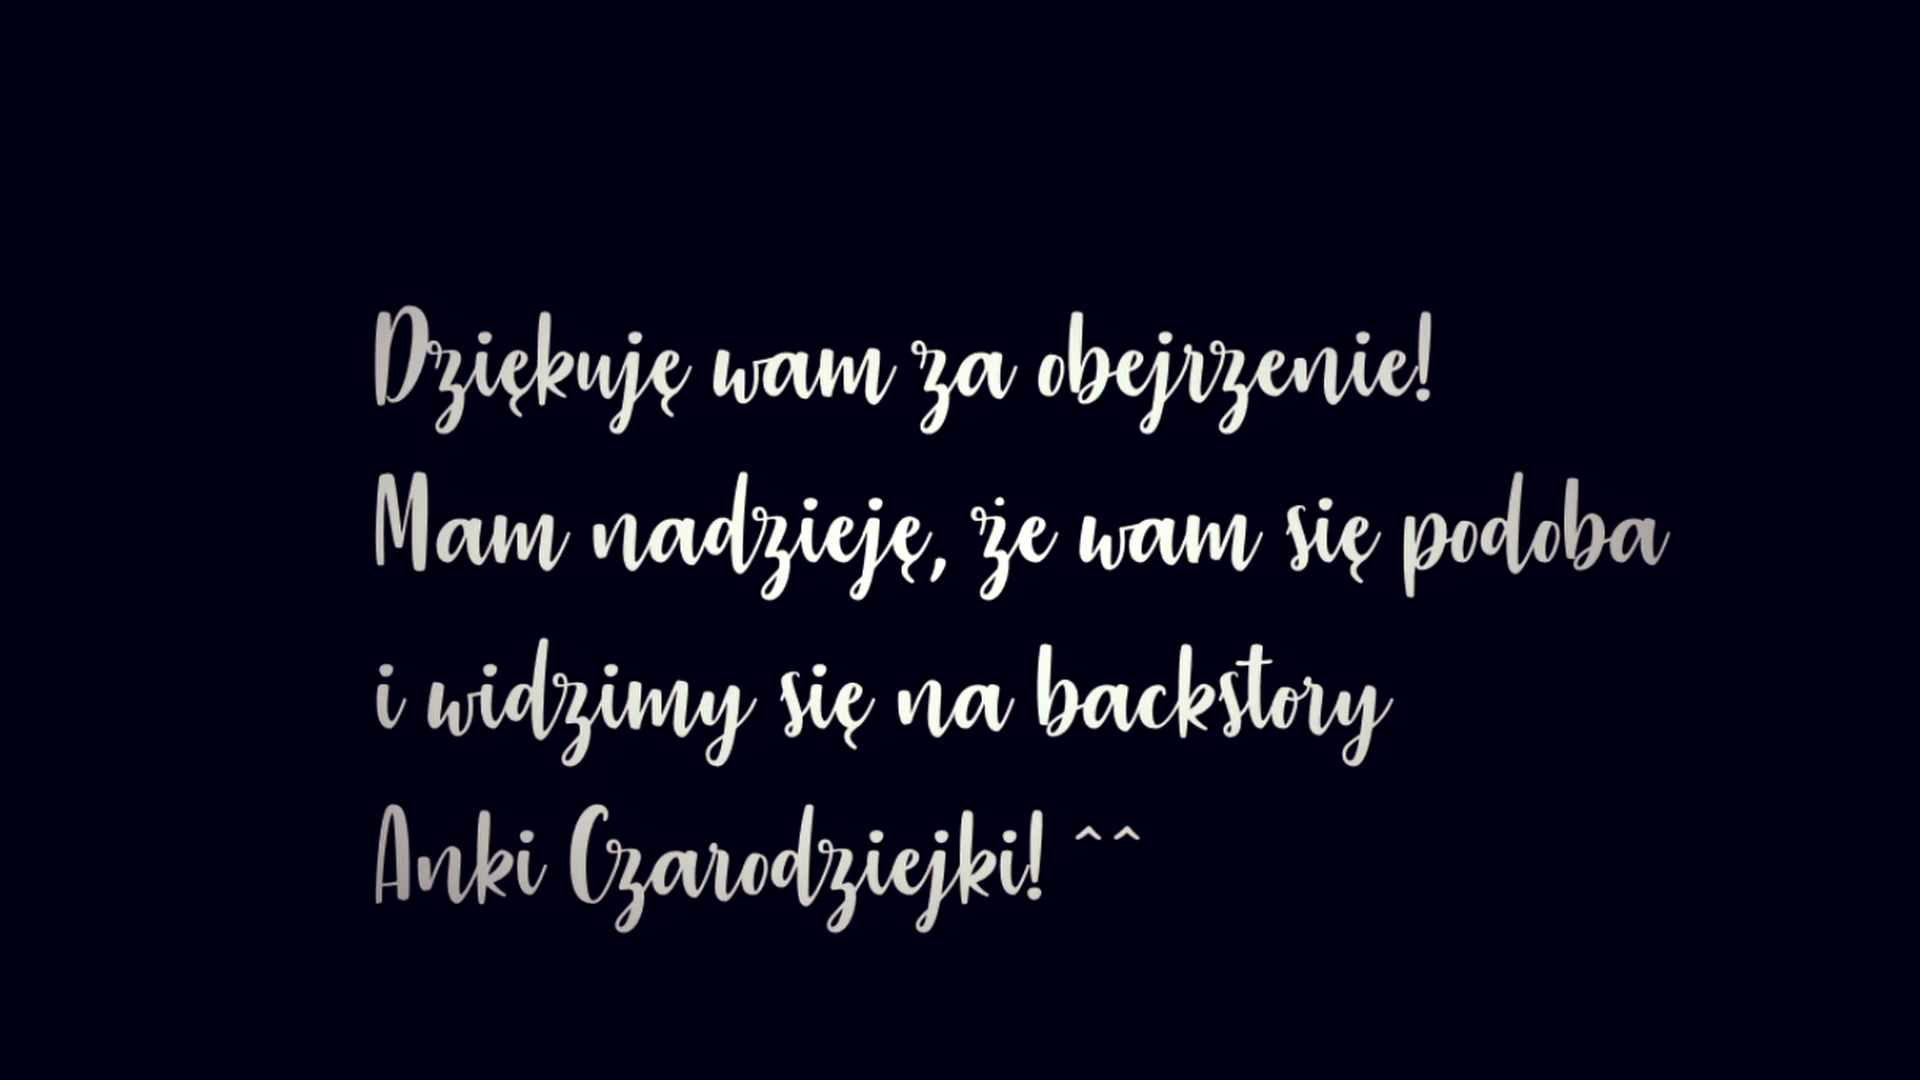 Dziękuję wam za obejrzenie!
Mam nadzieję, że wam się podoba
i widzimy się na backstory
Anki Czarodziejki! ^^